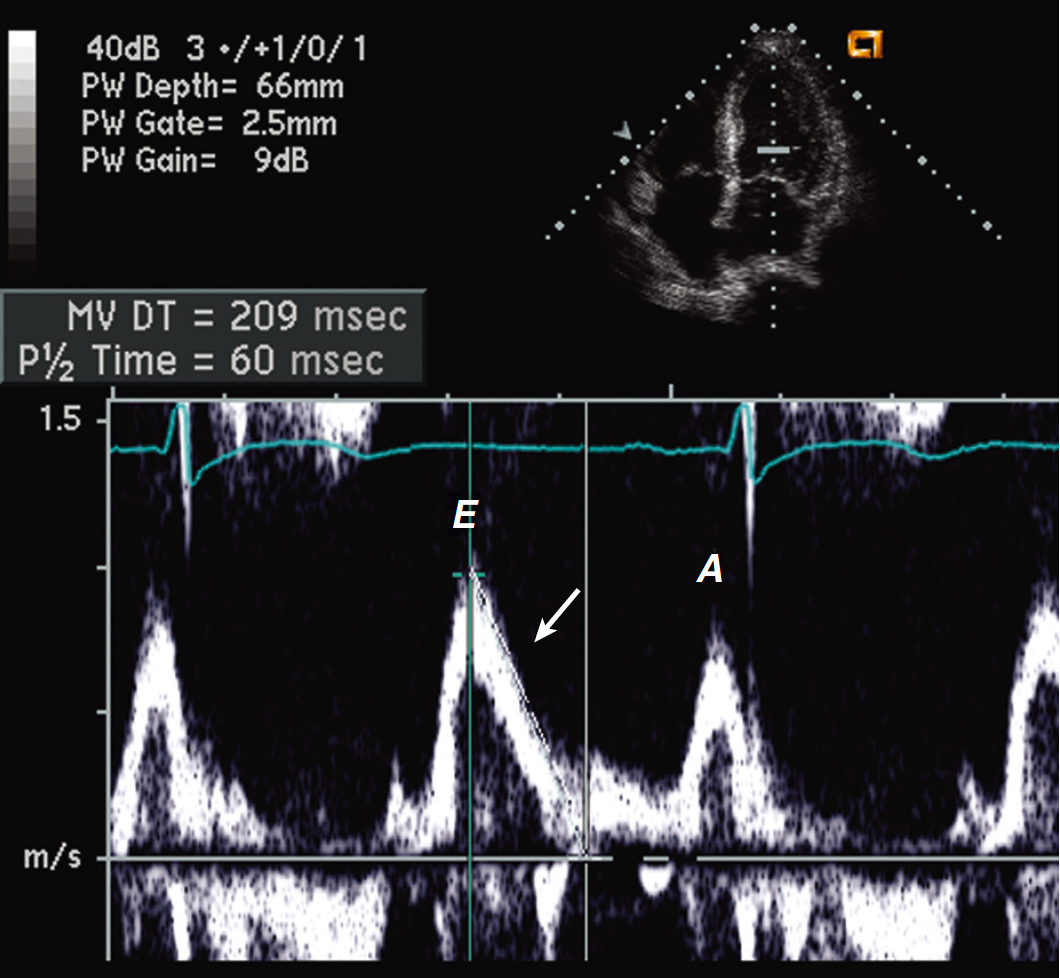 40dB 3 •/+1/0/ 1
PW Depth= 66mm
PW Gate= 2.5mm
PW Gain= 9dB
MV DT = 209 msec
P½ Time = 60 msec
1.5
E
A
m/s